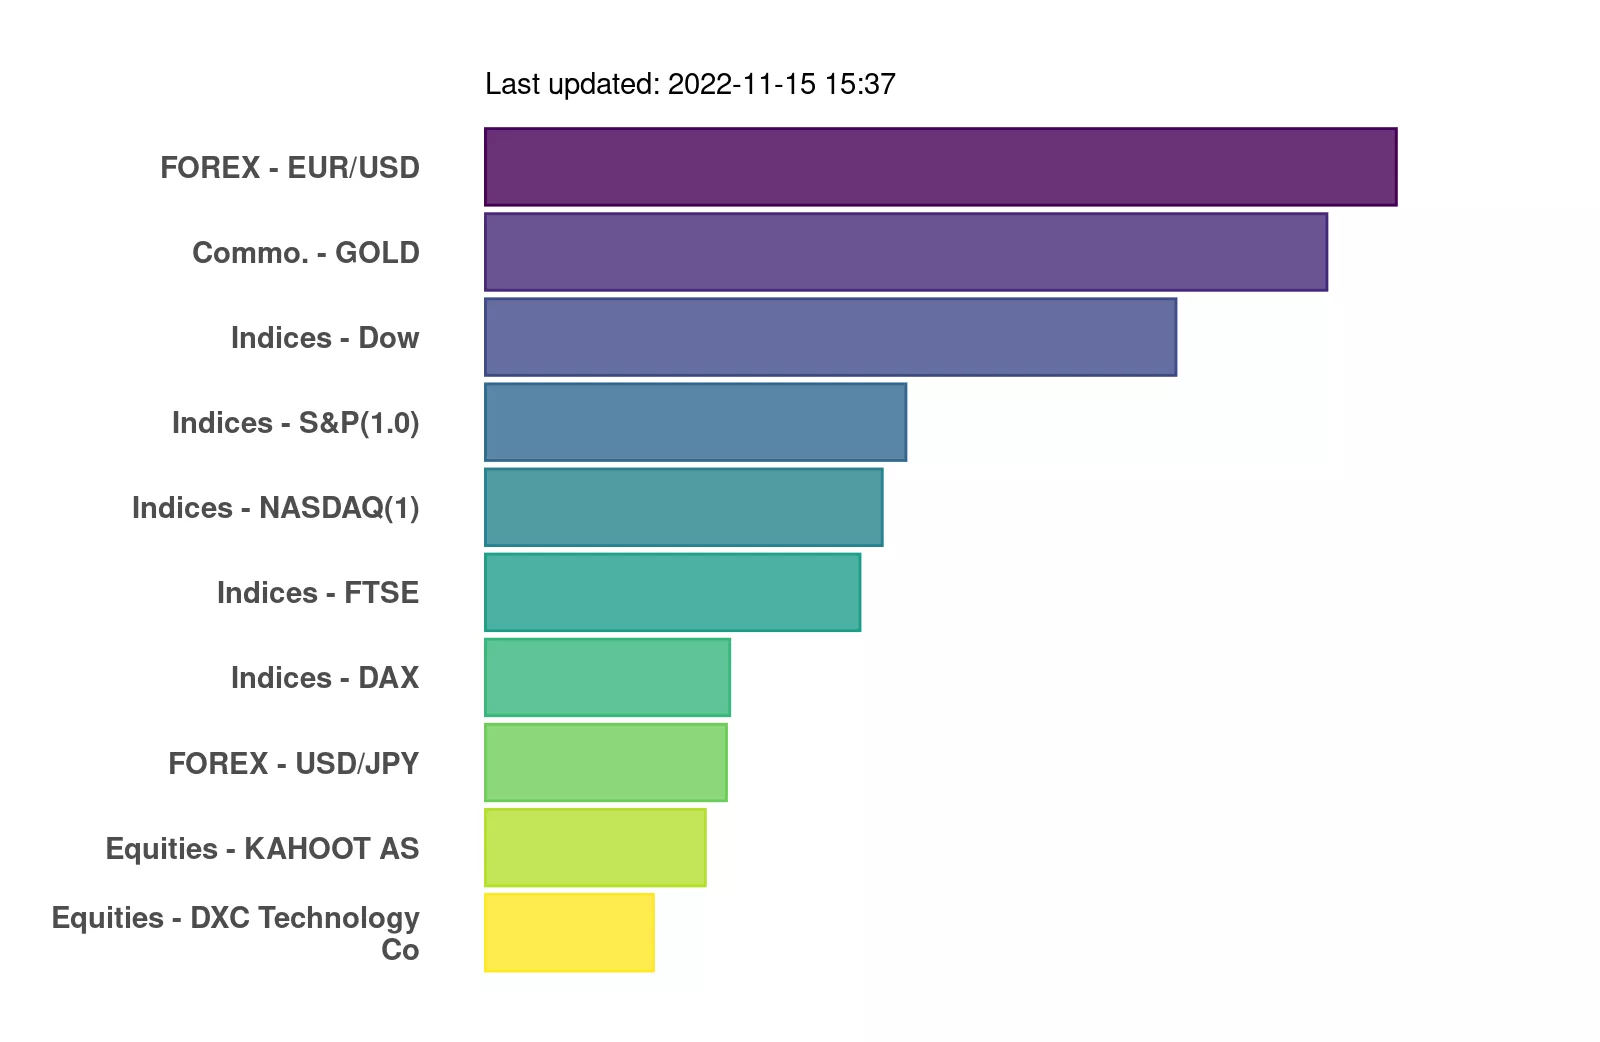 Last updated: 2022-11-15 15:37
FOREX - EUR/USD
Commo. - GOLD
Indices - Dow
Indices - S&P(1.0)
Indices - NASDAQ(1)
Indices - FTSE
Indices - DAX
FOREX - USD/JPY
Equities - KAHOOT AS
Equities - DXC Technology
Co